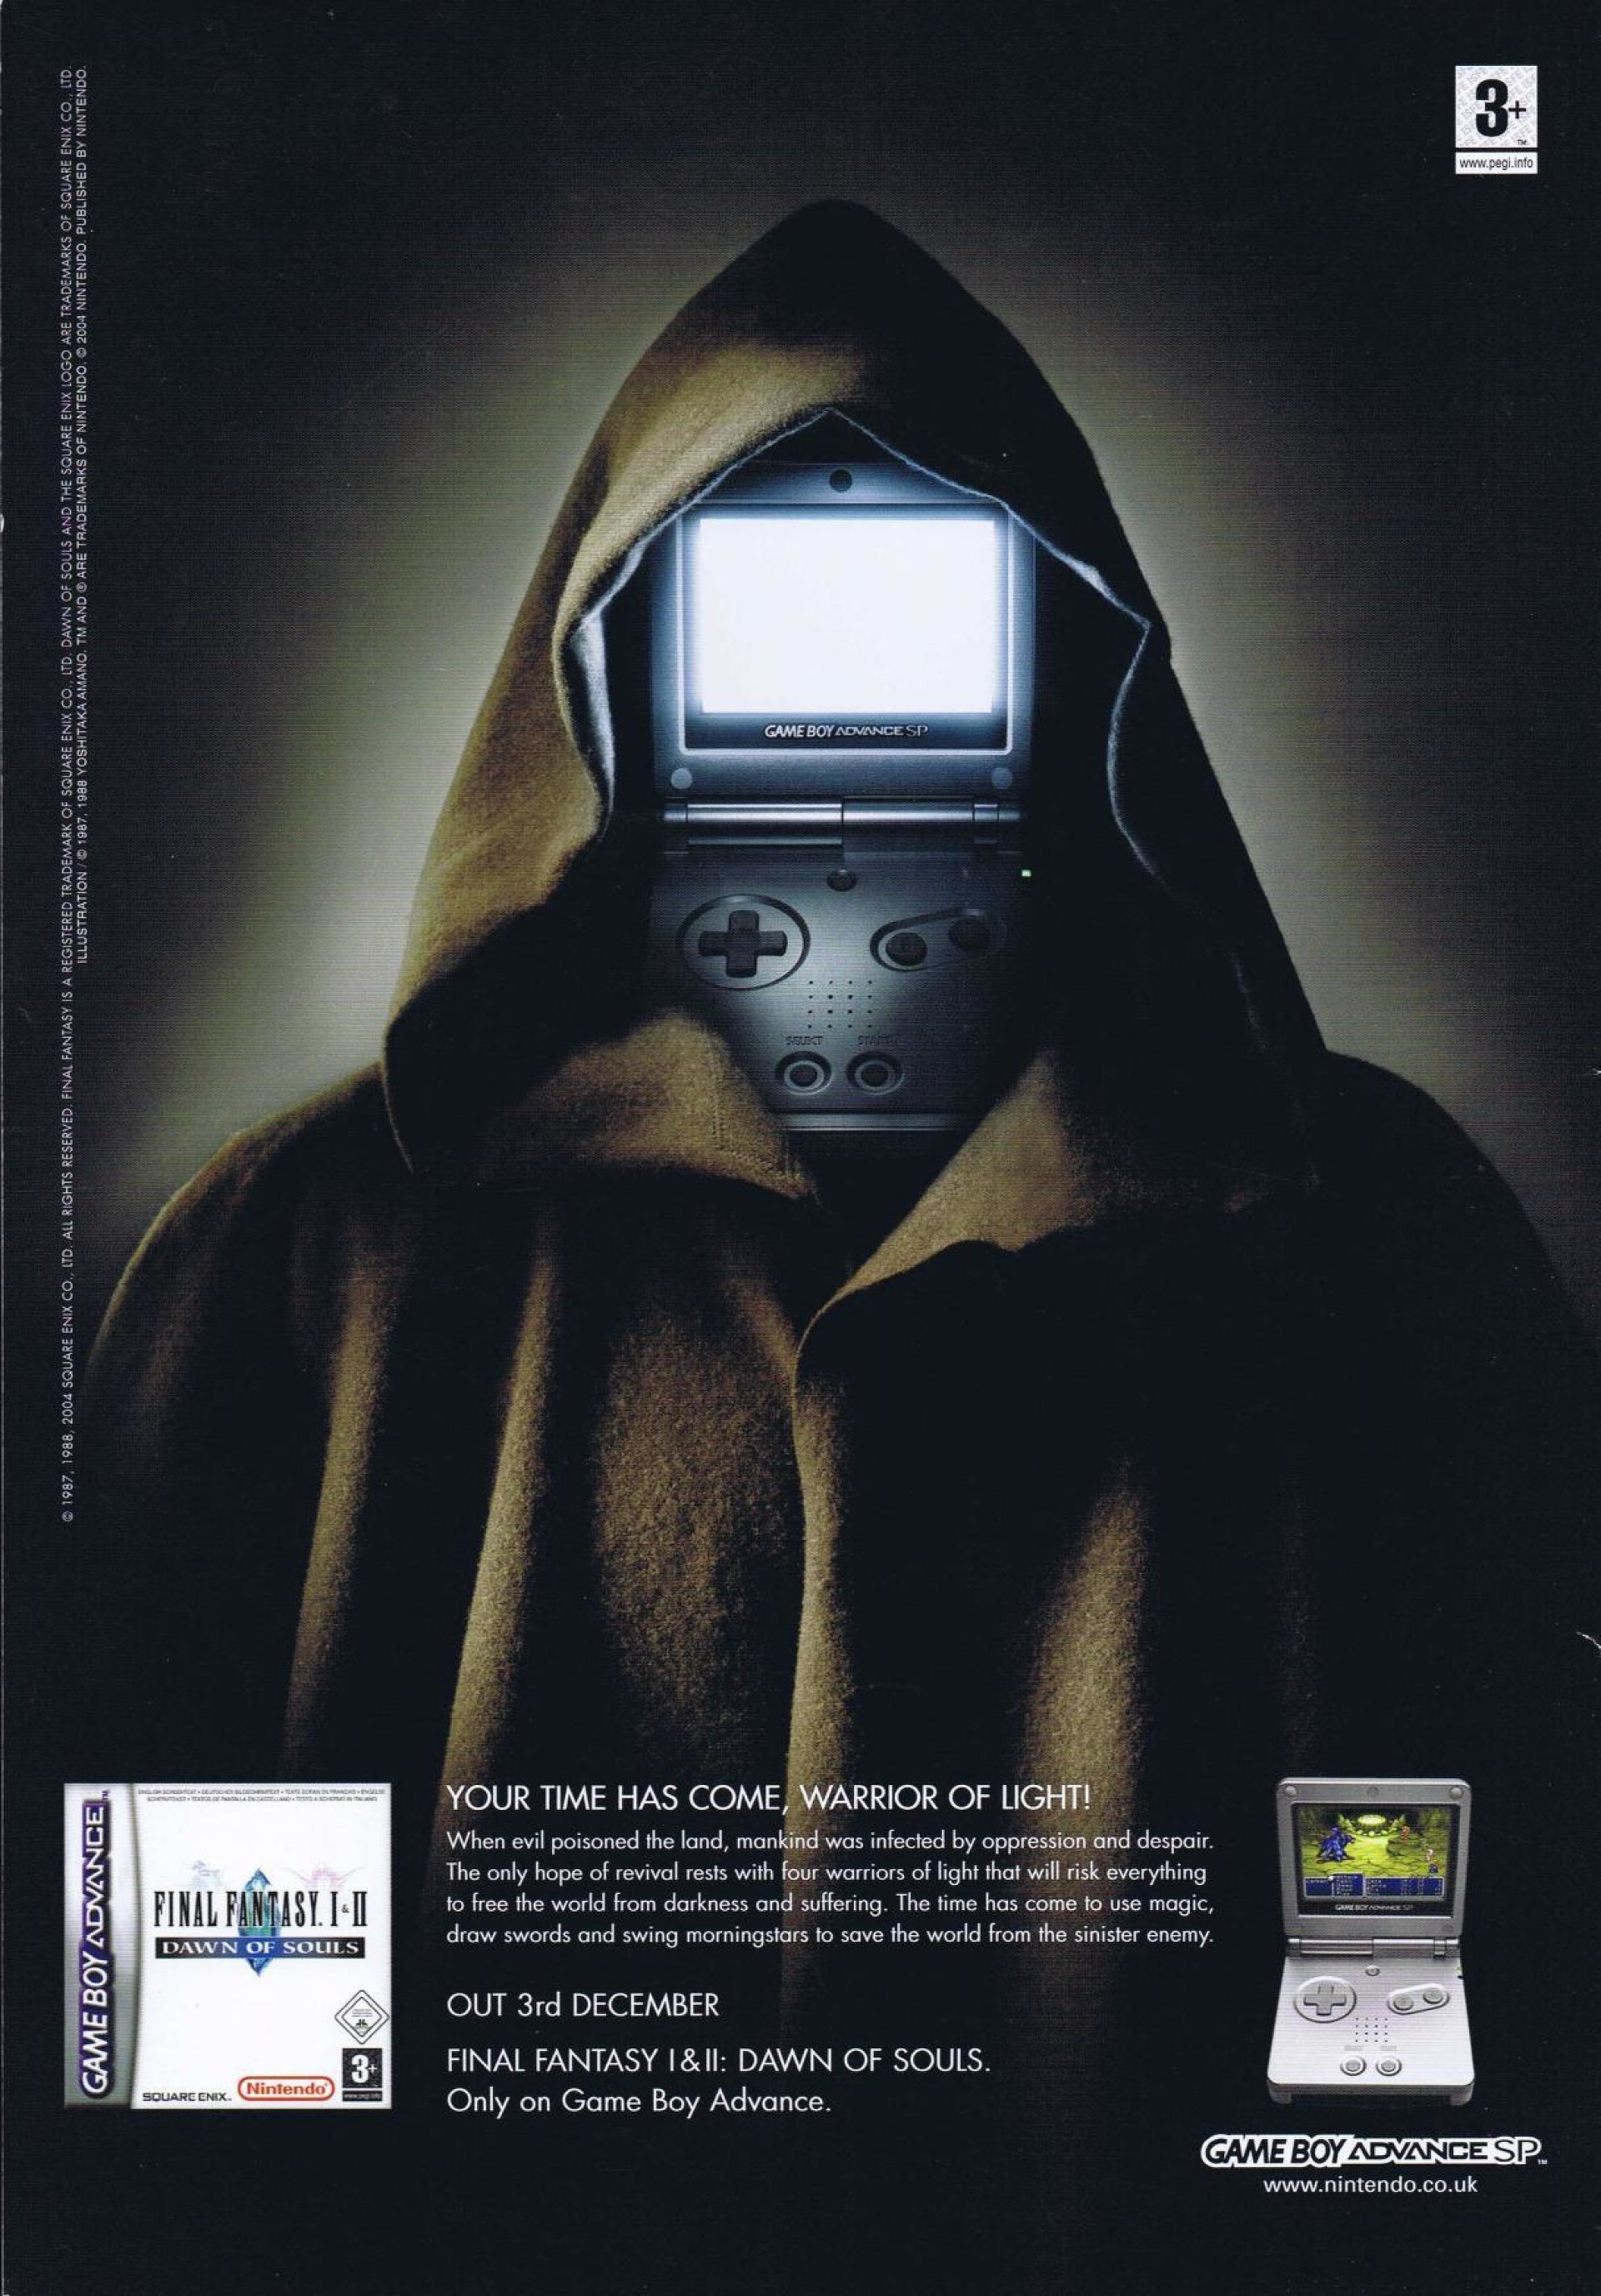 © 1987, 1988, 2004 SQUARE ENIX CO., LTD. ALL RIGHTS RESERVED. FINAL FANTASY IS A REGISTERED TRADEMARK OF SQUARE ENIX CO., LTD. DAWN OF SOULS AND THE SQUARE ENIX LOGO ARE TRADEMARKS OF SQUARE ENIX CO., LTD.
ILLUSTRATION / © 1987, 1988 YOSHITAKA AMANO. TM AND ® ARE TRADEMARKS OF NINTENDO. © 2004 NINTENDO. PUBLISHED BY NINTENDO.
3+
TM
www.pegi.info
GAME BOY ADVANCE SP
SELECT START
GAME BOY ADVANCE™
FINAL FANTASY. I & II
DAWN OF SOULS
3+
SQUARE ENIX. Nintendo®
YOUR TIME HAS COME, WARRIOR OF LIGHT!
When evil poisoned the land, mankind was infected by oppression and despair.
The only hope of revival rests with four warriors of light that will risk everything
to free the world from darkness and suffering. The time has come to use magic,
draw swords and swing morningstars to save the world from the sinister enemy.
OUT 3rd DECEMBER
FINAL FANTASY I & II: DAWN OF SOULS.
Only on Game Boy Advance.
GAME BOY ADVANCE SP
GAME BOY ADVANCE SP™
www.nintendo.co.uk